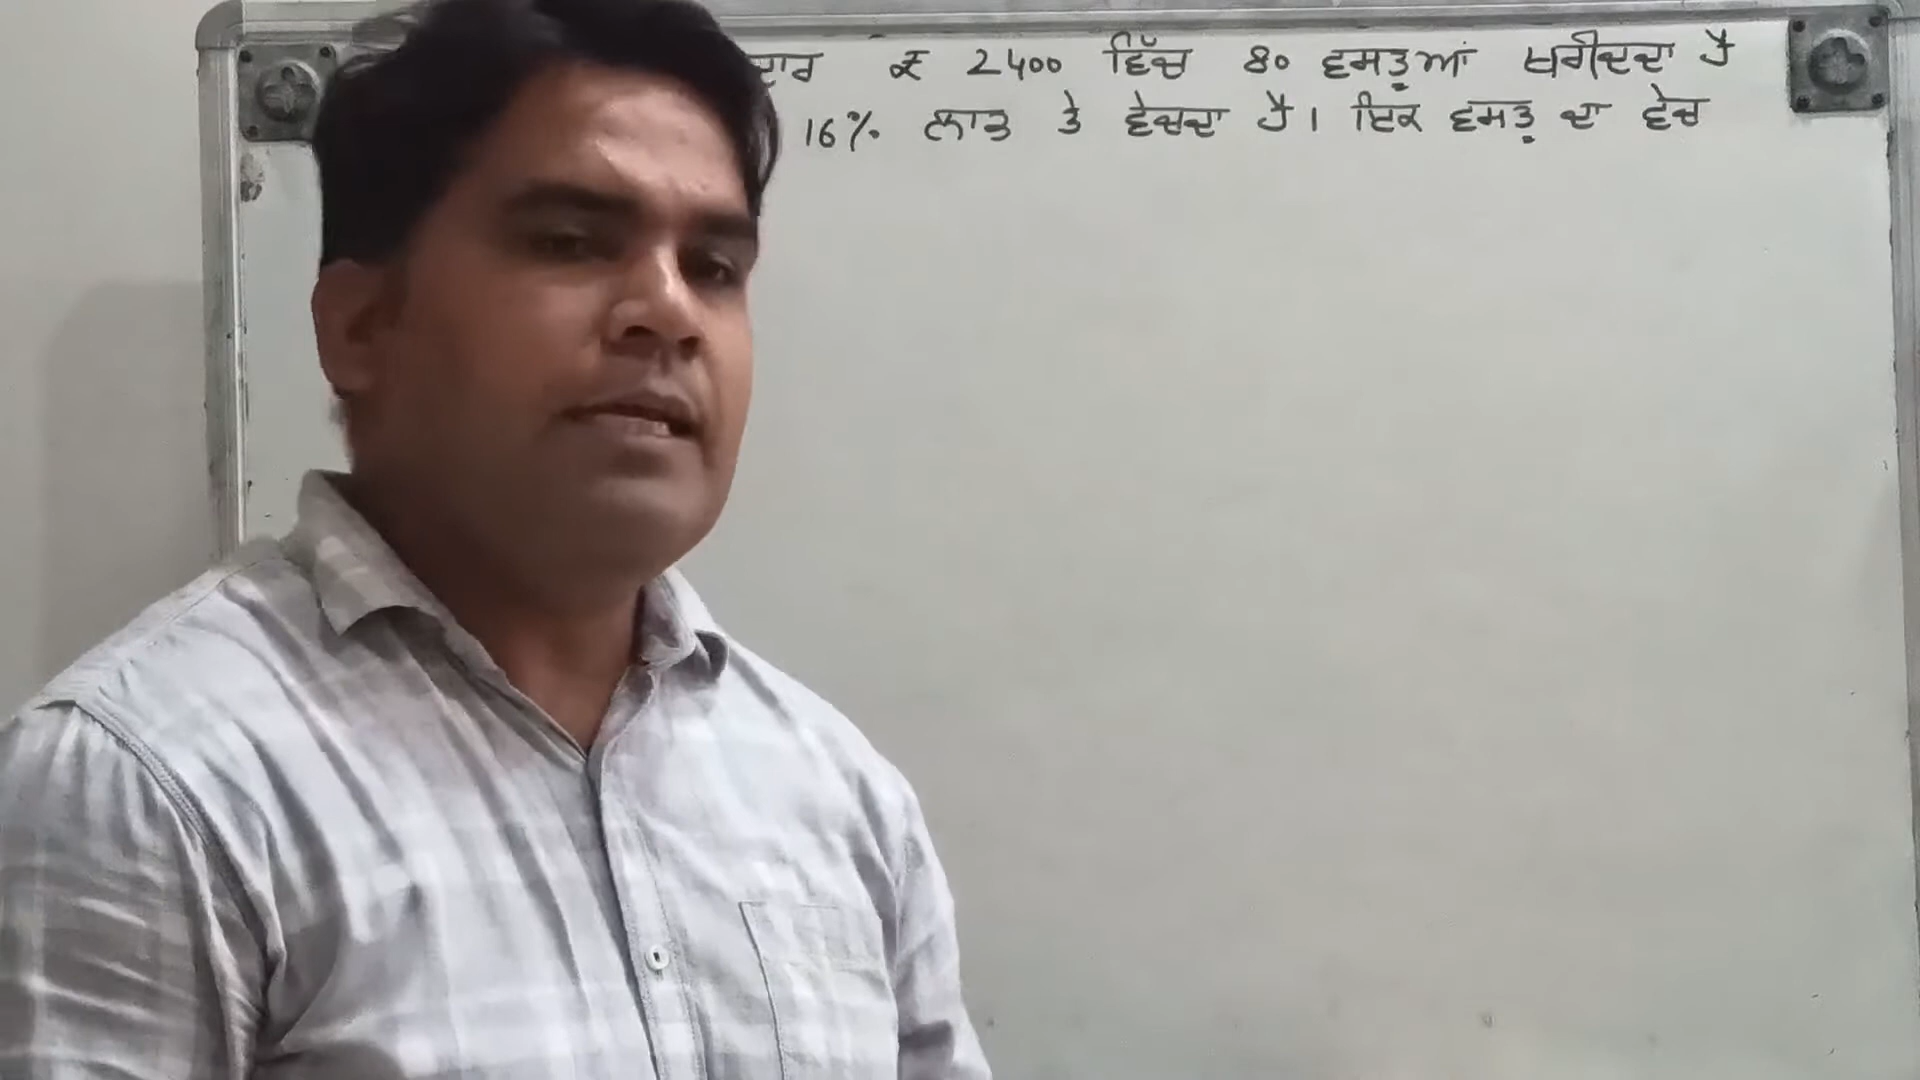 ਦਾਰ ₹ 2400 ਵਿੱਚ 80 ਵਸਤੂਆਂ ਖਰੀਦਦਾ ਹੈ
16% ਲਾਭ ਤੇ ਵੇਚਦਾ ਹੈ। ਇਕ ਵਸਤੂ ਦਾ ਵੇਚ